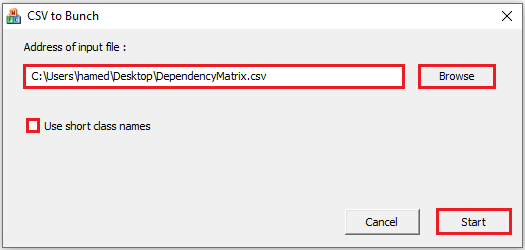 CSV to Bunch
Address of input file :
C:\Users\hamed\Desktop\DependencyMatrix.csv
Browse
Use short class names
Cancel
Start